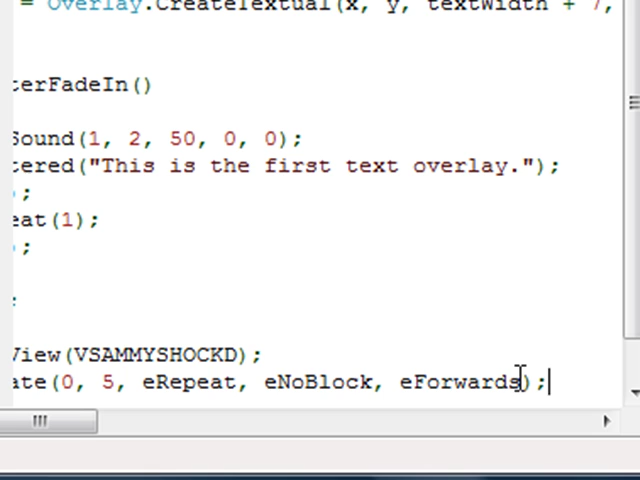 = Overlay.CreateTextual(x, y, textWidth + 7,
terFadeIn()
Sound(1, 2, 50, 0, 0);
tered("This is the first text overlay.");
);
eat(1);
);
;
View(VSAMMYSHOCKD);
ate(0, 5, eRepeat, eNoBlock, eForwards);